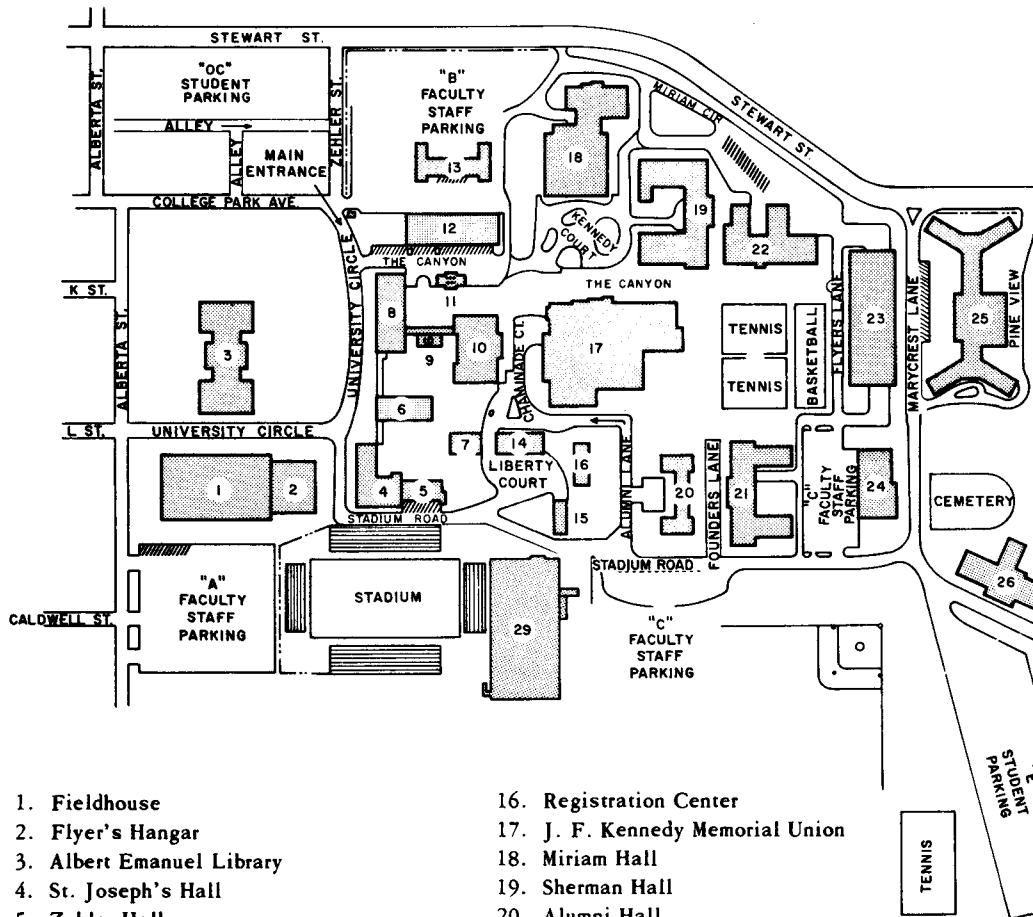 STEWART ST.
ALBERTA ST.
"OC"
STUDENT
PARKING
ZEHLER ST.
"B"
FACULTY
STAFF
PARKING
MIRIAM CIR.
STEWART ST.
ALLEY
ALLEY
MAIN
ENTRANCE
13
18
COLLEGE PARK AVE.
19
12
KENNEDY
COURT
22
THE CANYON
UNIVERSITY CIRCLE
THE CANYON
K ST.
11
8
3
9
10
CHAMINADE CT.
17
TENNIS
TENNIS
BASKETBALL
FLYERS LANE
23
MARYCREST LANE
25
PINE VIEW
ALBERTA ST.
6
L ST.
UNIVERSITY CIRCLE
7
14
LIBERTY
COURT
16
ALUMNI LANE
20
FOUNDERS LANE
21
"C"
FACULTY
STAFF
PARKING
24
1
2
4
5
15
CEMETERY
STADIUM ROAD
STADIUM ROAD
26
"A"
FACULTY
STAFF
PARKING
STADIUM
29
CALDWELL ST.
"C"
FACULTY
STAFF
PARKING
STUDENT
PARKING
TENNIS
1. Fieldhouse
2. Flyer's Hangar
3. Albert Emanuel Library
4. St. Joseph's Hall
16. Registration Center
17. J. F. Kennedy Memorial Union
18. Miriam Hall
19. Sherman Hall
20. Alumni Hall